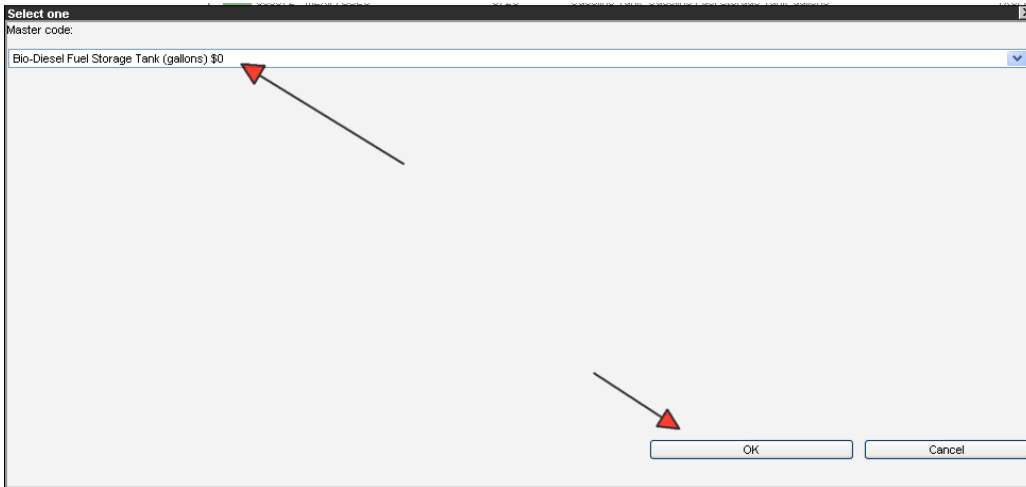 Select one
Master code:
Bio-Diesel Fuel Storage Tank (gallons) $0
OK
Cancel